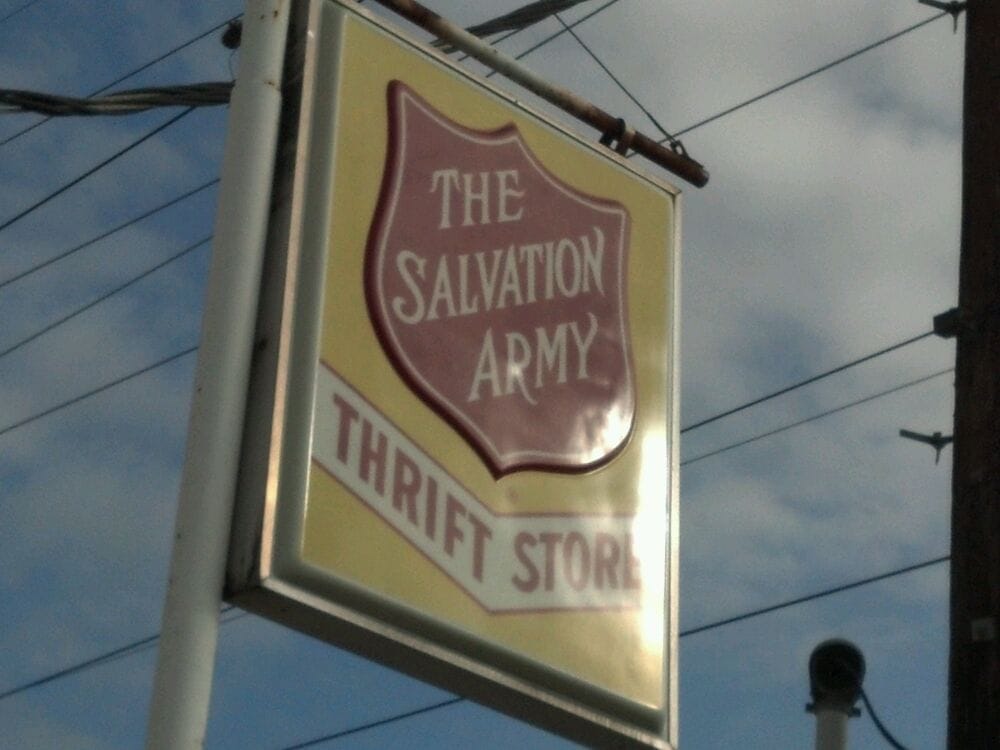 THE
SALVATION
ARMY
THRIFT STORE